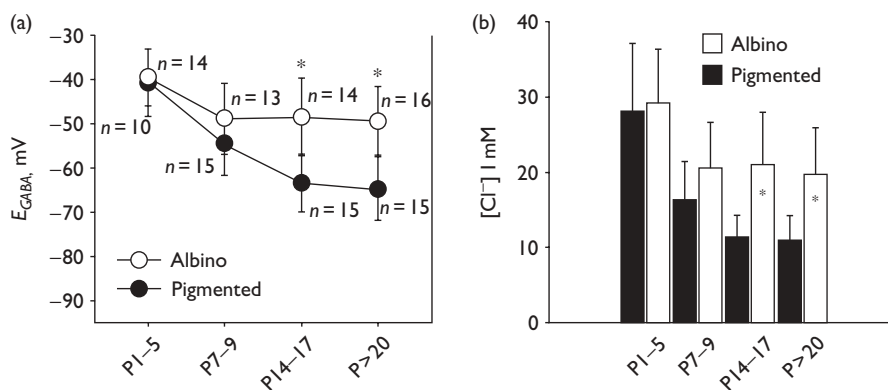 (a)
−30
−40
−50
−60
−70
−80
−90
E_GABA, mV
n = 14
n = 10
n = 13
n = 15
*
n = 14
n = 15
*
n = 16
n = 15
Albino
Pigmented
P1–5
P7–9
P14–17
P>20
(b)
40
30
20
10
0
[Cl⁻] I mM
Albino
Pigmented
*
*
P1–5
P7–9
P14–17
P>20